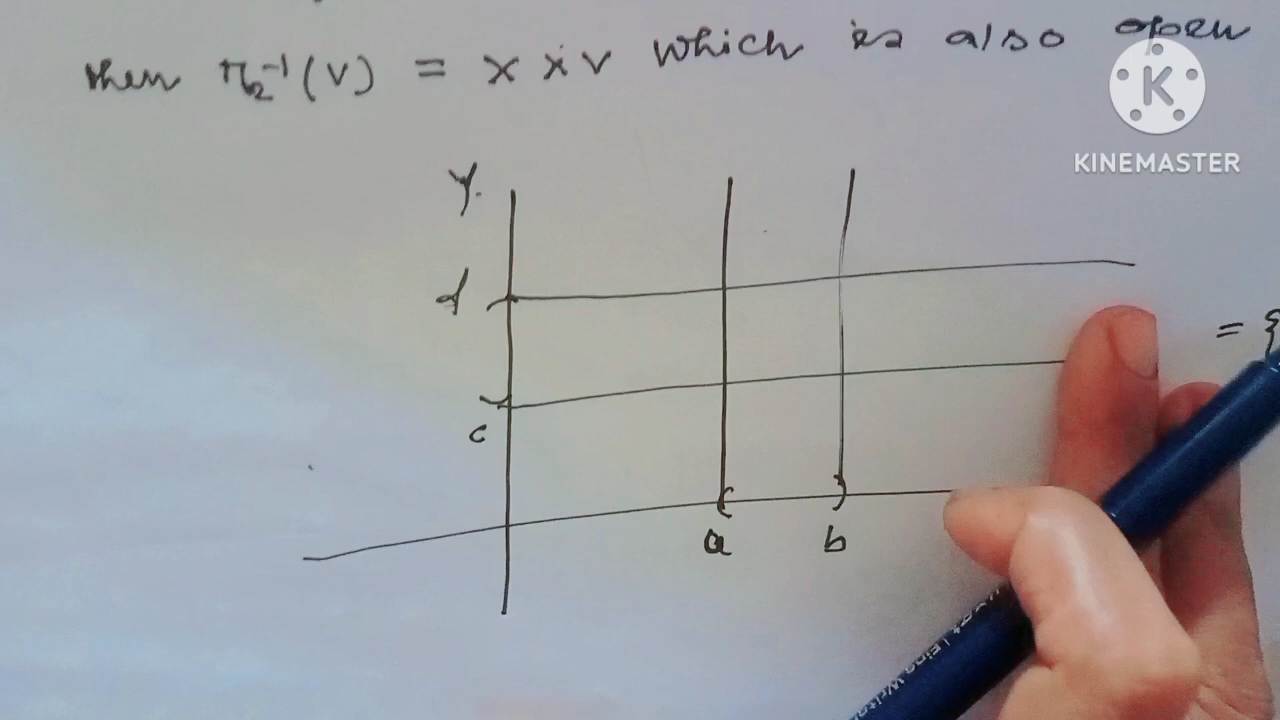 then π₂⁻¹(V) = X × V which is also open
K
KINEMASTER
Y
d
= {
c
a b